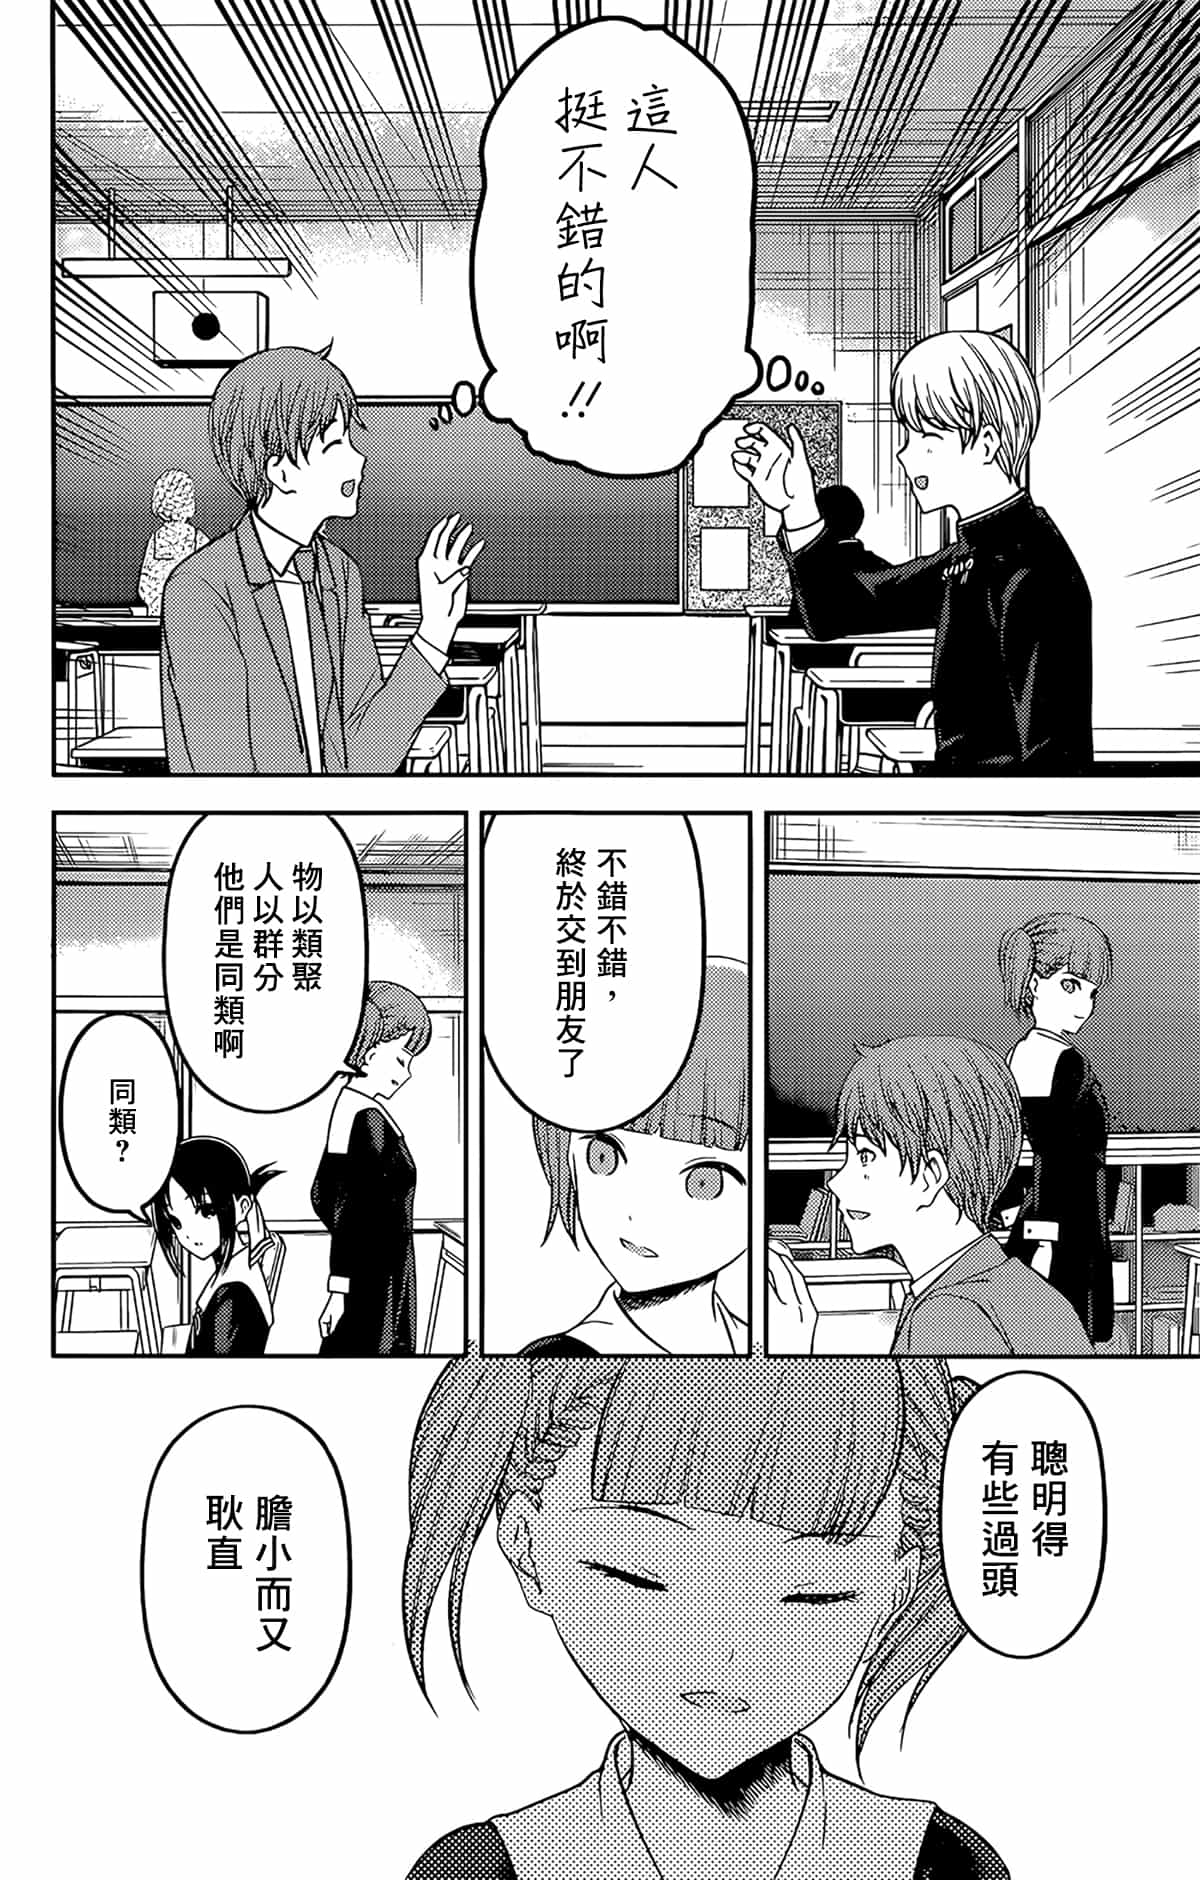 這人
挺不錯的啊!!
不錯不錯，
終於交到朋友了
物以類聚
人以群分
他們是同類啊
同類?
聰明得
有些過頭
膽小而又
耿直